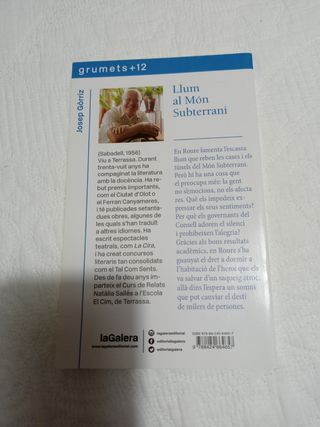 grumets+12
Josep Gòrriz
Llum
al Món
Subterrani
(Sabadell, 1956)
Viu a Terrassa. Durant
trenta-vuit anys ha
compaginat la literatura
amb la docència. Ha re-
but premis importants,
com el Ciutat d'Olot o
el Ferran Canyameres,
i té publicades setanta-
dues obres, algunes de
les quals s'han traduït
a altres idiomes. Ha
escrit espectacles
teatrals, com La Cira,
i ha creat concursos
literaris tan consolidats
com el Tal Com Sents.
Des de fa deu anys im-
parteix el Curs de Relats
Natàlia Sallés a l'Escola
El Cim, de Terrassa.
En Roure lamenta l'escassa
llum que reben les cases i els
túnels del Món Subterrani.
Però hi ha una cosa que
el preocupa més: la gent
no s'emociona, no els afecta
res. Què els impedeix ex-
pressar els seus sentiments?
Per què els governants del
Consell adoren el silenci
i prohibeixen l'alegria?
Gràcies als bons resultats
acadèmics, en Roure s'ha
guanyat el dret a dormir a
l'habitació de l'heroi que els
va salvar d'un saqueig atroç:
allà dins l'espera un somni
que pot canviar el destí
de milers de persones.
laGalera
www.lagaleraeditorial.com
lagaleraeditorial
editoriallagalera
editorialagalera